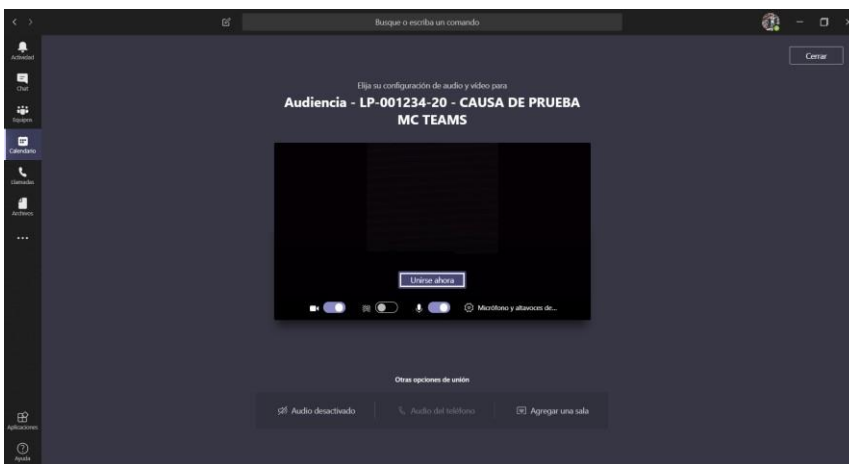 Busque o escriba un comando
Actividad
Chat
Equipos
Calendario
Llamadas
Archivos
Aplicaciones
Ayuda
Cerrar
Elija su configuración de audio y vídeo para
Audiencia - LP-001234-20 - CAUSA DE PRUEBA
MC TEAMS
Unirse ahora
Micrófono y altavoces de...
Otras opciones de unión
Audio desactivado
Audio del teléfono
Agregar una sala